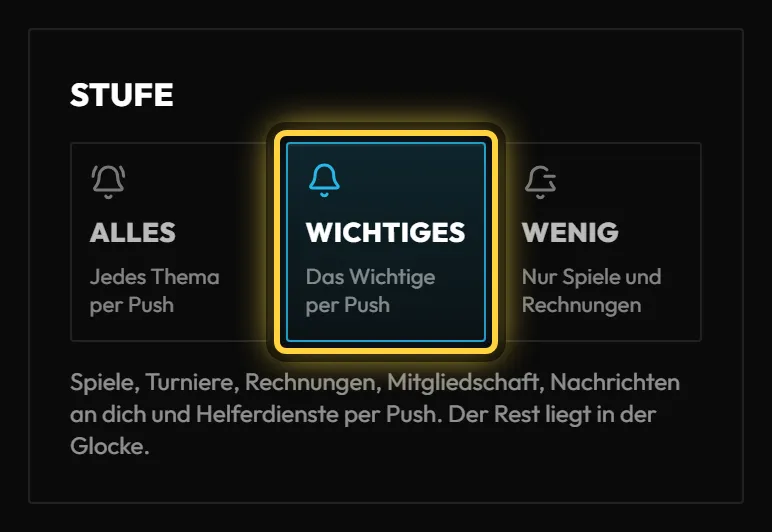 STUFE
ALLES
Jedes Thema
per Push
WICHTIGES
Das Wichtige
per Push
WENIG
Nur Spiele und
Rechnungen
Spiele, Turniere, Rechnungen, Mitgliedschaft, Nachrichten
an dich und Helferdienste per Push. Der Rest liegt in der
Glocke.